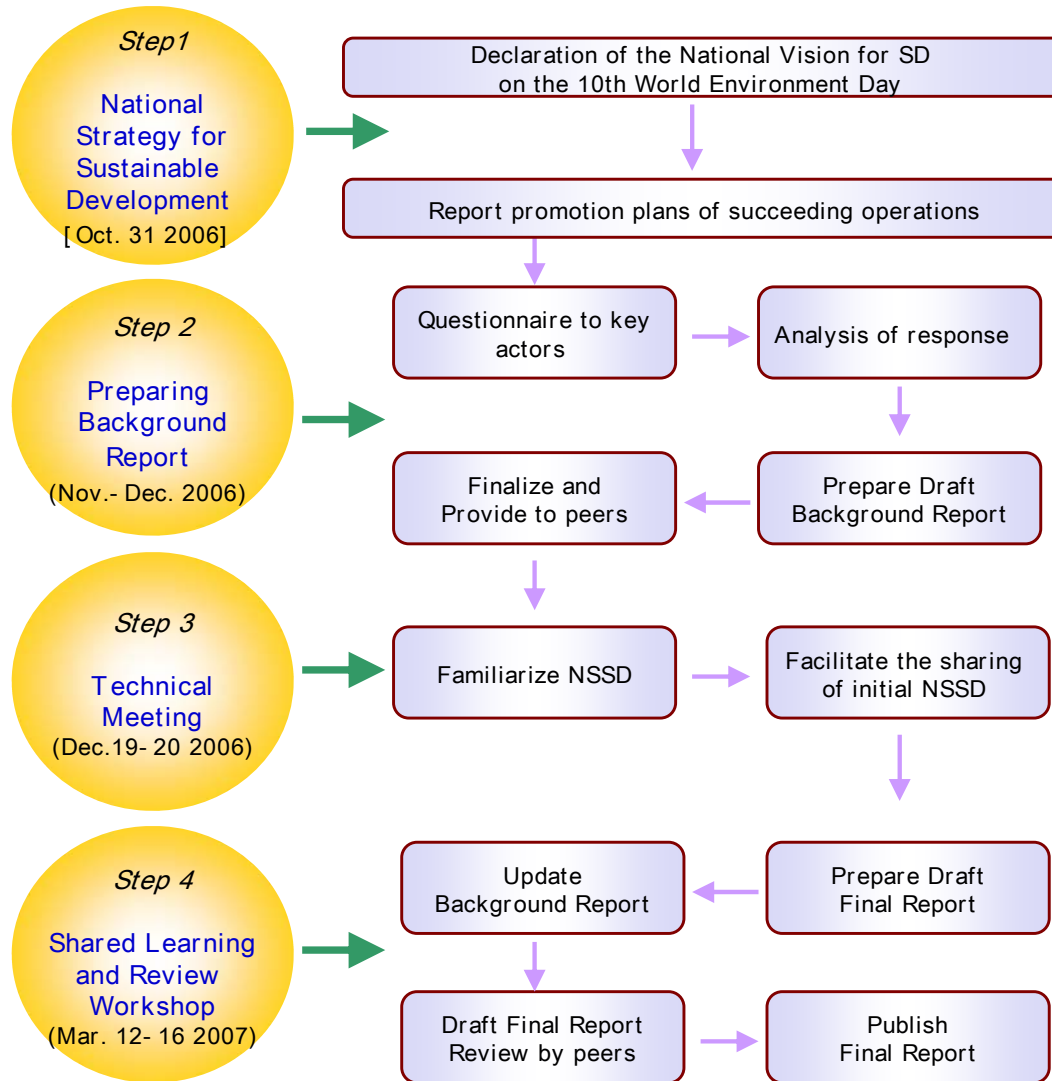 Step1
National
Strategy for
Sustainable
Development
[Oct. 31 2006]
Declaration of the National Vision for SD
on the 10th World Environment Day
Report promotion plans of succeeding operations
Step 2
Preparing
Background
Report
(Nov.- Dec. 2006)
Questionnaire to key
actors
Analysis of response
Finalize and
Provide to peers
Prepare Draft
Background Report
Step 3
Technical
Meeting
(Dec.19- 20 2006)
Familiarize NSSD
Facilitate the sharing
of initial NSSD
Step 4
Shared Learning
and Review
Workshop
(Mar. 12- 16 2007)
Update
Background Report
Prepare Draft
Final Report
Draft Final Report
Review by peers
Publish
Final Report